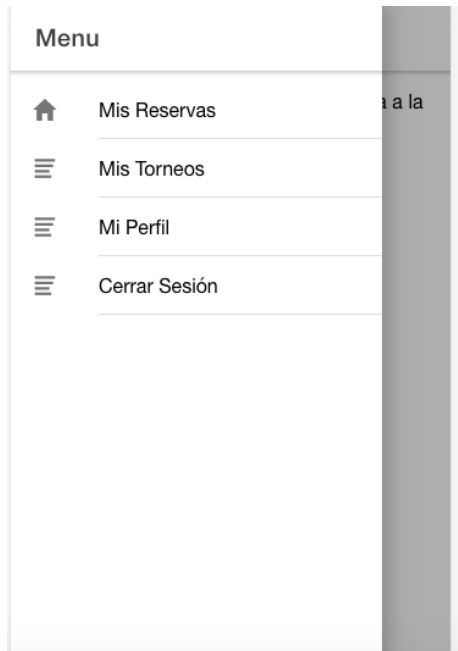 Menu
Mis Reservas
a la
Mis Torneos
Mi Perfil
Cerrar Sesión